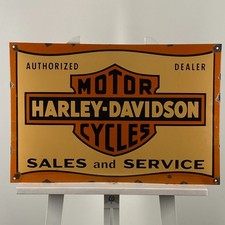 AUTHORIZED DEALER
MOTOR
HARLEY-DAVIDSON
CYCLES
SALES and SERVICE